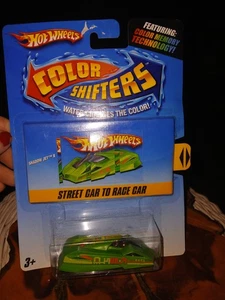 FEATURING:
COLOR MEMORY
TECHNOLOGY!
HOT WHEELS
COLOR
SHIFTERS
WATER CHANGES THE COLOR!
HOT WHEELS
STREET CAR TO RACE CAR
3+